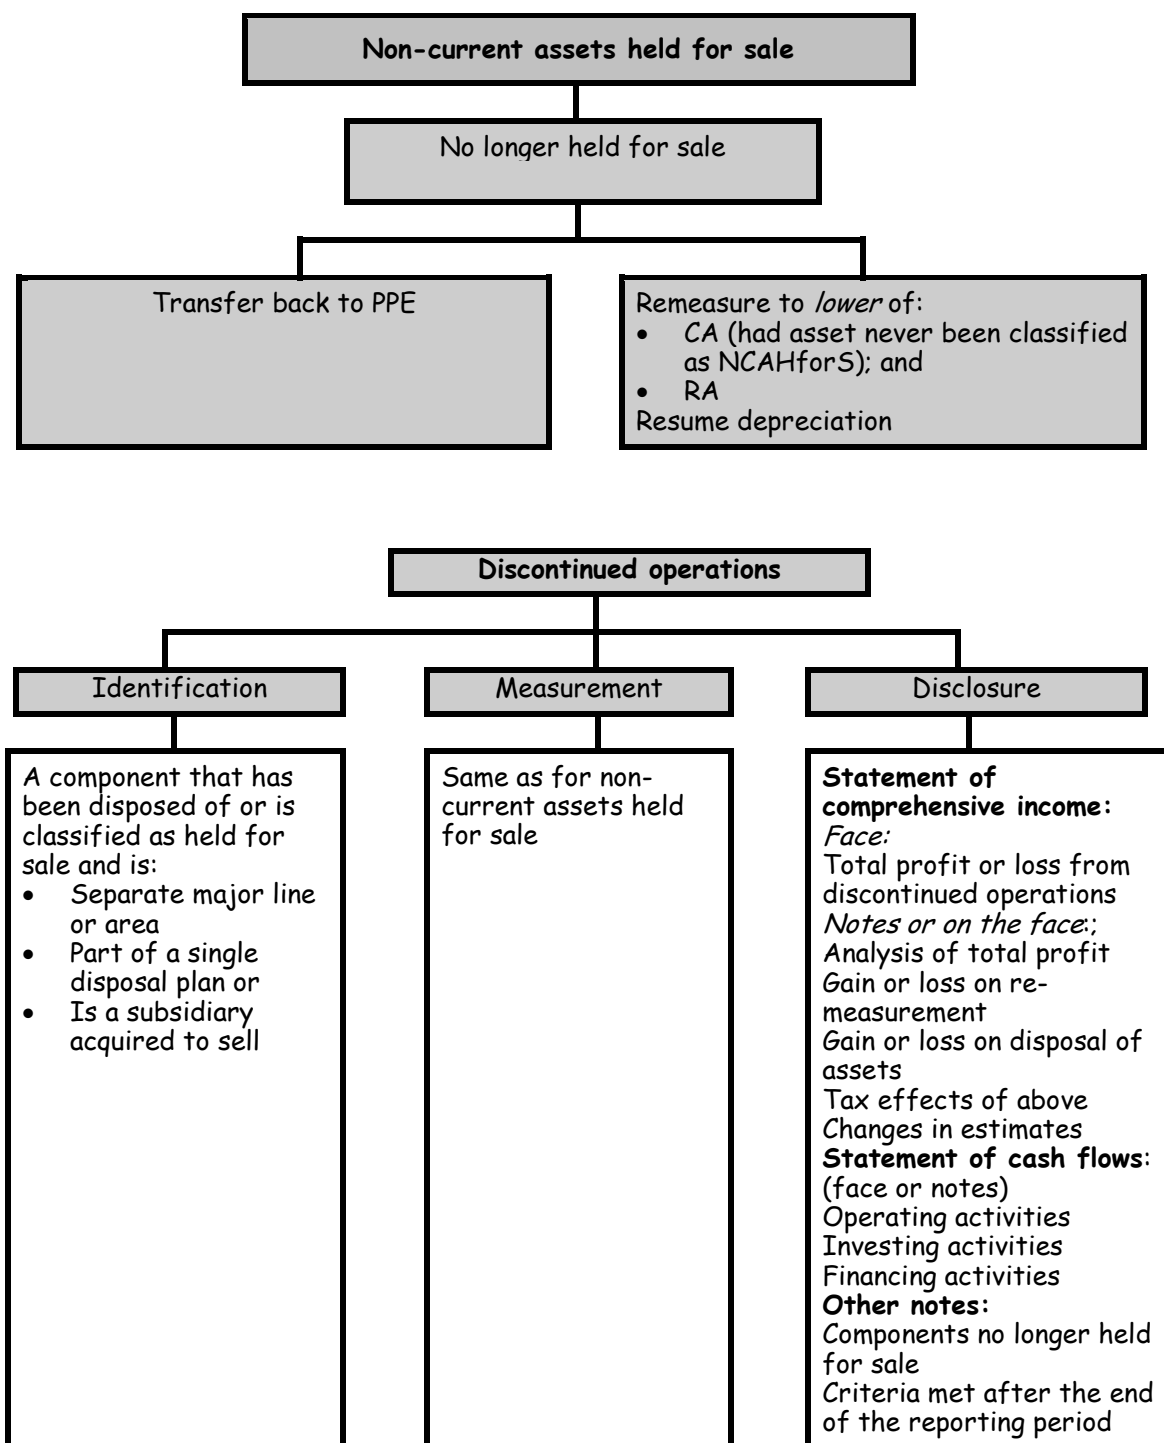 Non-current assets held for sale
No longer held for sale
Transfer back to PPE
Remeasure to lower of:
• CA (had asset never been classified
as NCAHforS); and
• RA
Resume depreciation
Discontinued operations
Identification
Measurement
Disclosure
A component that has
been disposed of or is
classified as held for
sale and is:
• Separate major line
or area
• Part of a single
disposal plan or
• Is a subsidiary
acquired to sell
Same as for non-
current assets held
for sale
Statement of
comprehensive income:
Face:
Total profit or loss from
discontinued operations
Notes or on the face:;
Analysis of total profit
Gain or loss on re-
measurement
Gain or loss on disposal of
assets
Tax effects of above
Changes in estimates
Statement of cash flows:
(face or notes)
Operating activities
Investing activities
Financing activities
Other notes:
Components no longer held
for sale
Criteria met after the end
of the reporting period